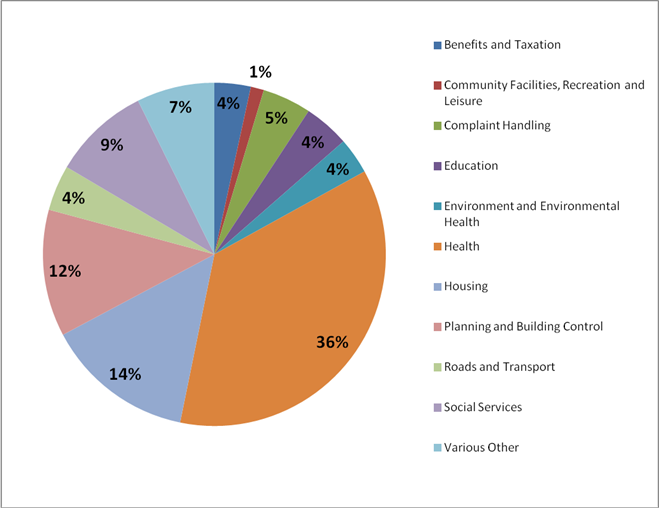 4%
1%
5%
4%
4%
36%
14%
12%
4%
9%
7%
Benefits and Taxation
Community Facilities, Recreation and
Leisure
Complaint Handling
Education
Environment and Environmental
Health
Health
Housing
Planning and Building Control
Roads and Transport
Social Services
Various Other